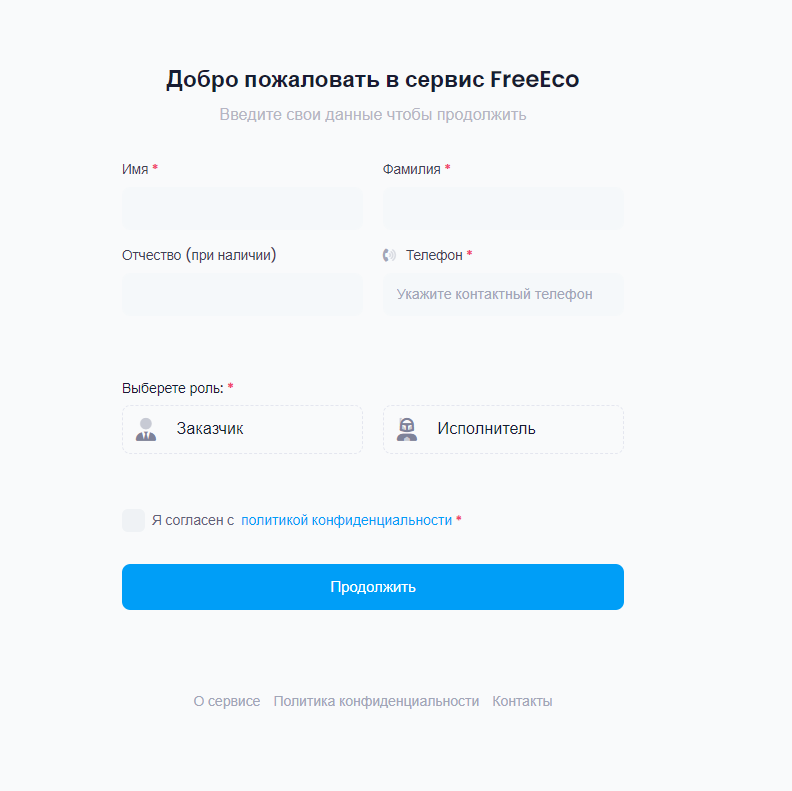 Добро пожаловать в сервис FreeEco
Введите свои данные чтобы продолжить
Имя *
Фамилия *
Отчество (при наличии)
Телефон *
Укажите контактный телефон
Выберете роль: *
Заказчик
Исполнитель
Я согласен с политикой конфиденциальности *
Продолжить
О сервисе Политика конфиденциальности Контакты